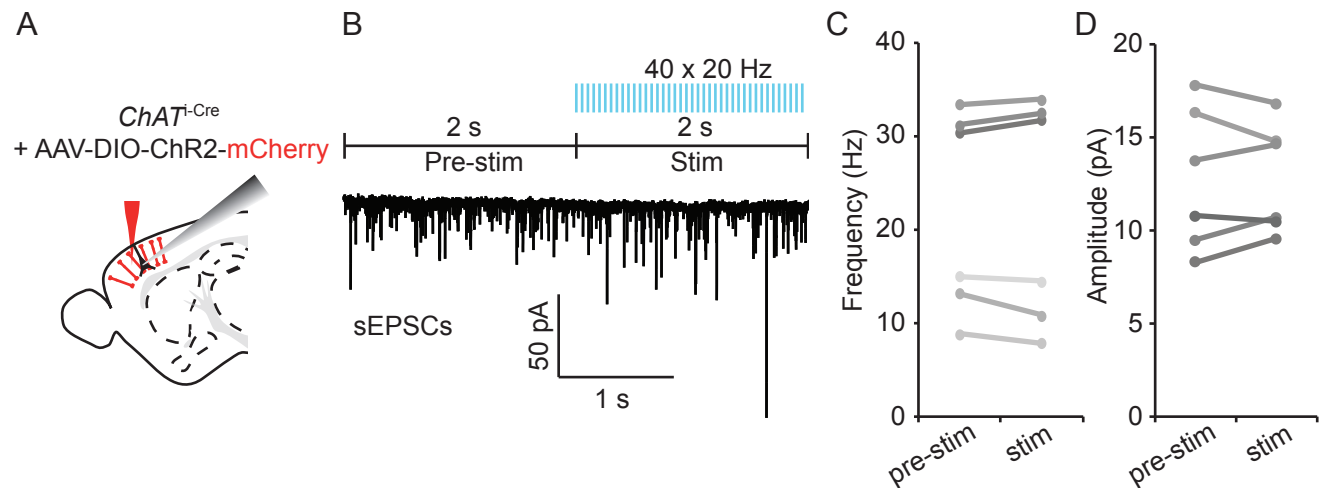 A
ChAT^i-Cre
+ AAV-DIO-ChR2-mCherry
B
40 x 20 Hz
2 s
2 s
Pre-stim
Stim
sEPSCs
50 pA
1 s
C
Frequency (Hz)
40
30
20
10
0
pre-stim
stim
D
Amplitude (pA)
20
15
10
5
0
pre-stim
stim